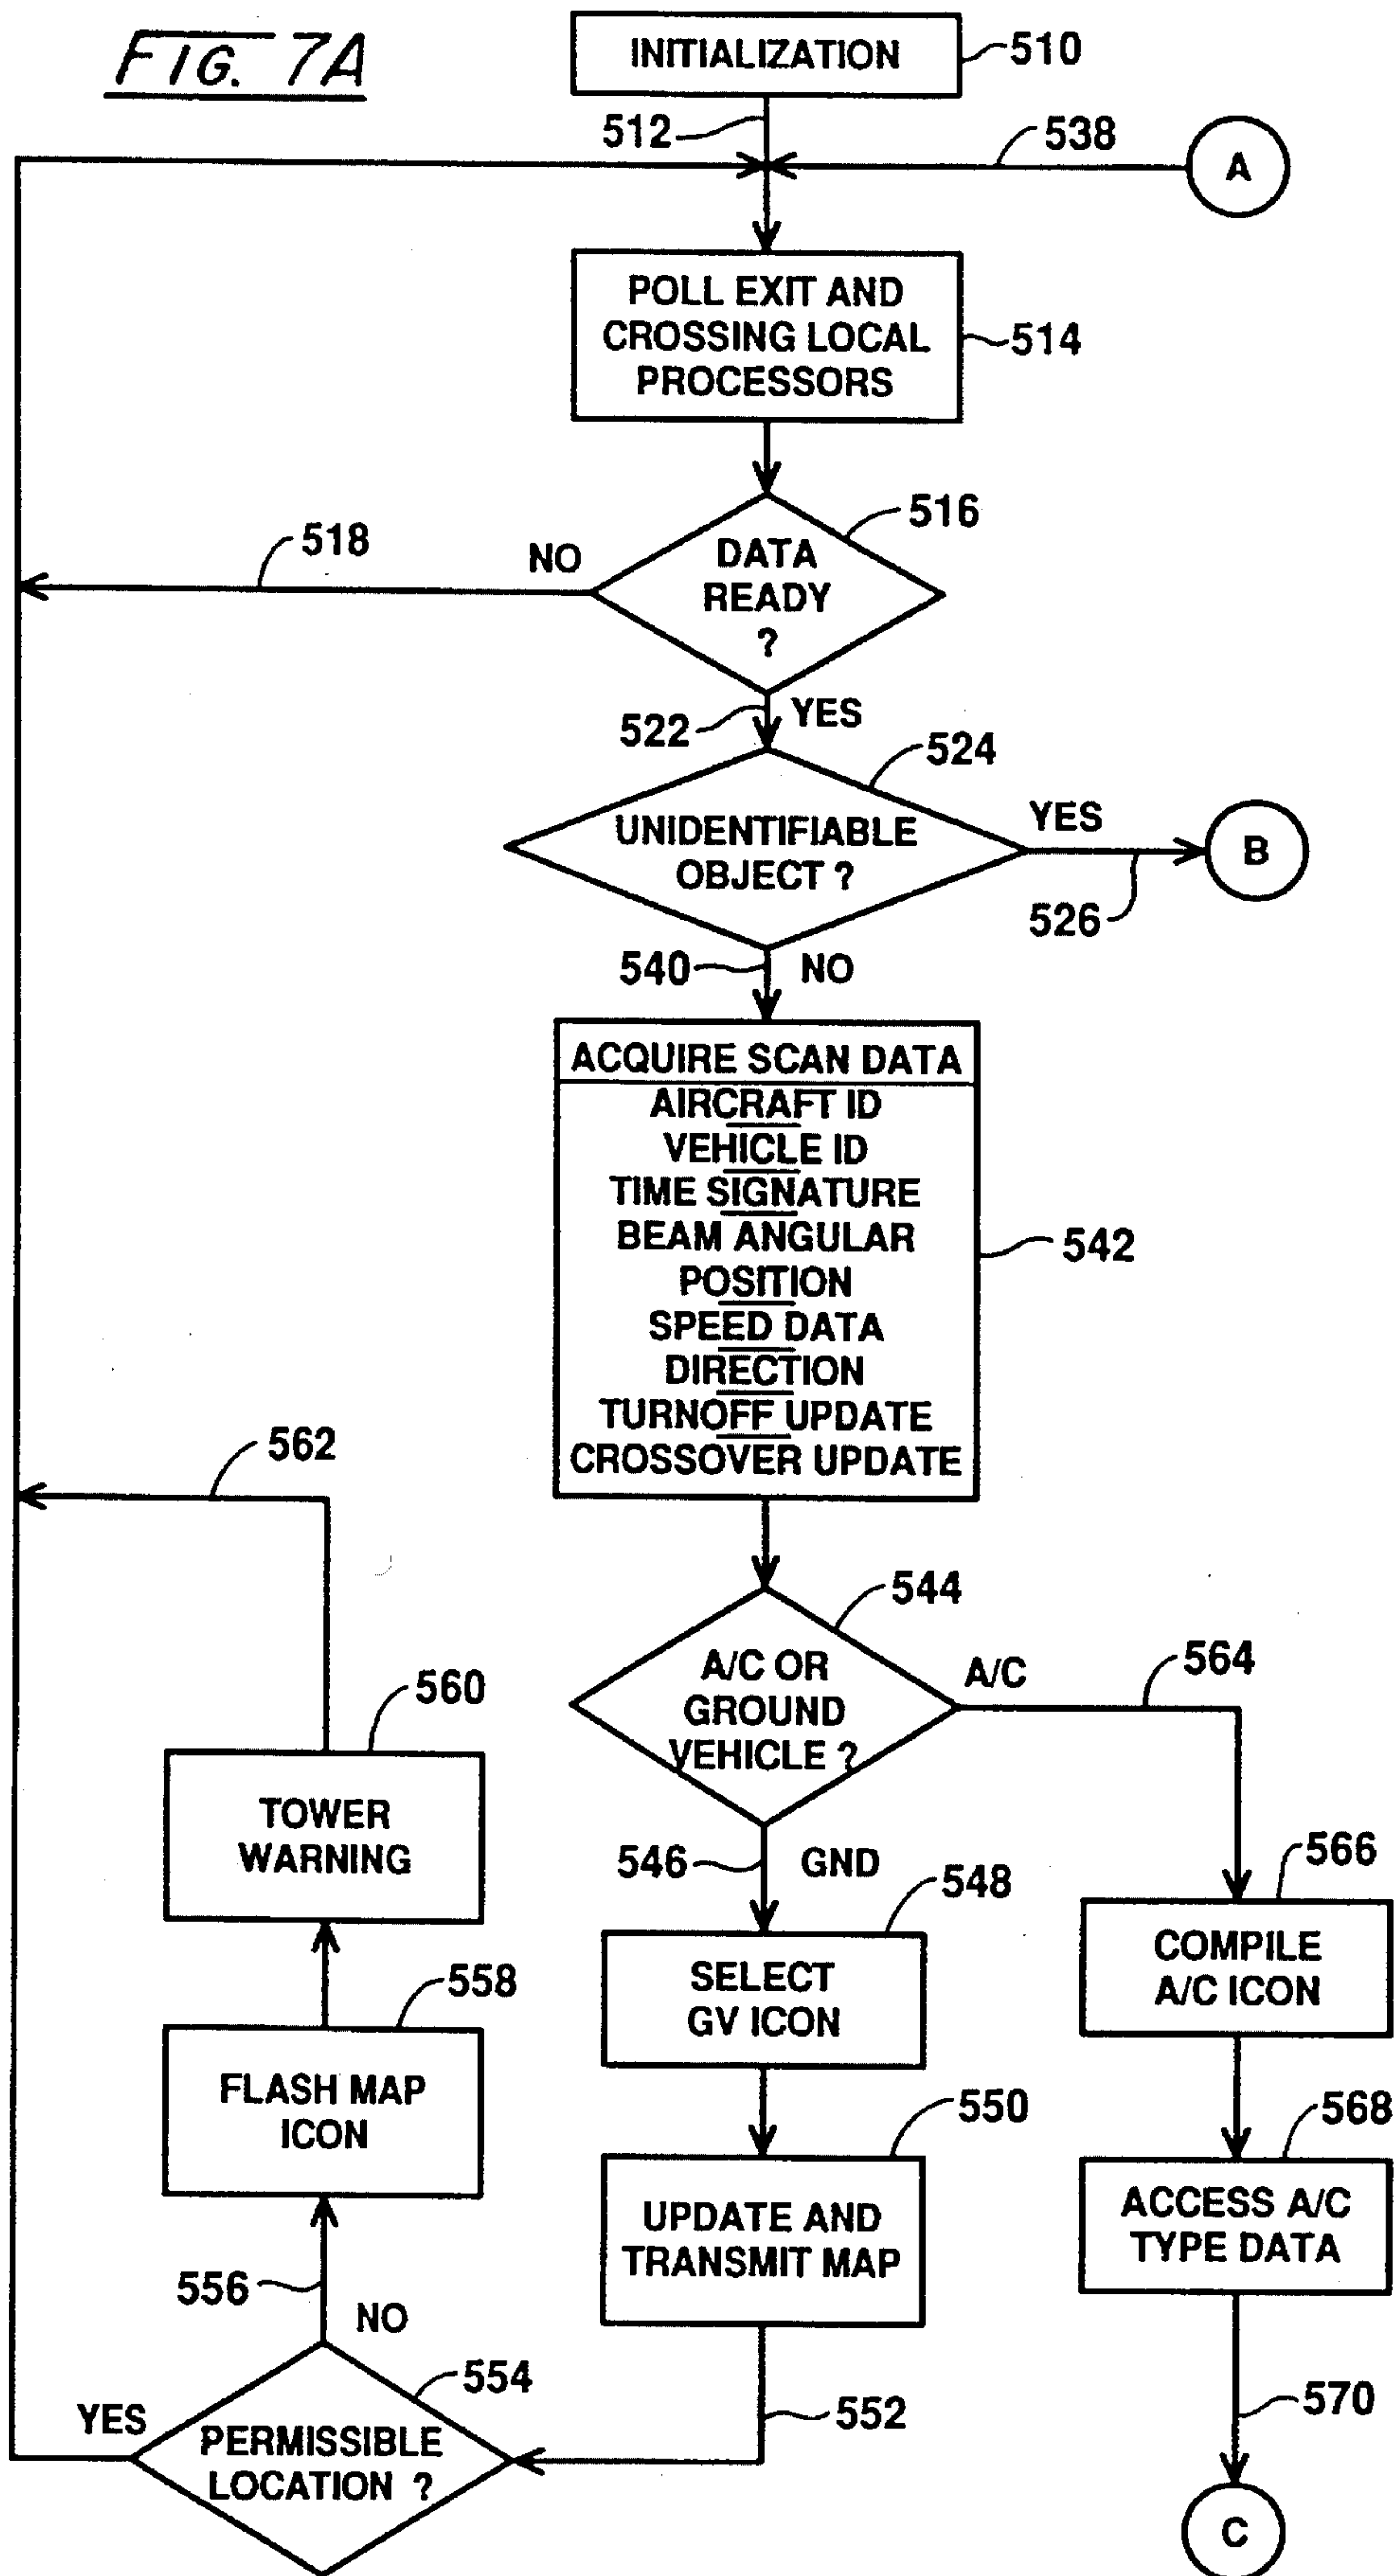 FIG. 7A
INITIALIZATION
510
512
538
A
POLL EXIT AND
CROSSING LOCAL
PROCESSORS
514
516
518
NO
DATA
READY
?
522
YES
524
UNIDENTIFIABLE
OBJECT ?
YES
B
526
540
NO
ACQUIRE SCAN DATA
AIRCRAFT ID
VEHICLE ID
TIME SIGNATURE
BEAM ANGULAR
POSITION
SPEED DATA
DIRECTION
TURNOFF UPDATE
CROSSOVER UPDATE
542
562
544
A/C OR
GROUND
VEHICLE ?
A/C
564
560
TOWER
WARNING
546
GND
548
566
SELECT
GV ICON
COMPILE
A/C ICON
558
FLASH MAP
ICON
550
568
UPDATE AND
TRANSMIT MAP
ACCESS A/C
TYPE DATA
556
NO
554
YES
PERMISSIBLE
LOCATION ?
552
570
C